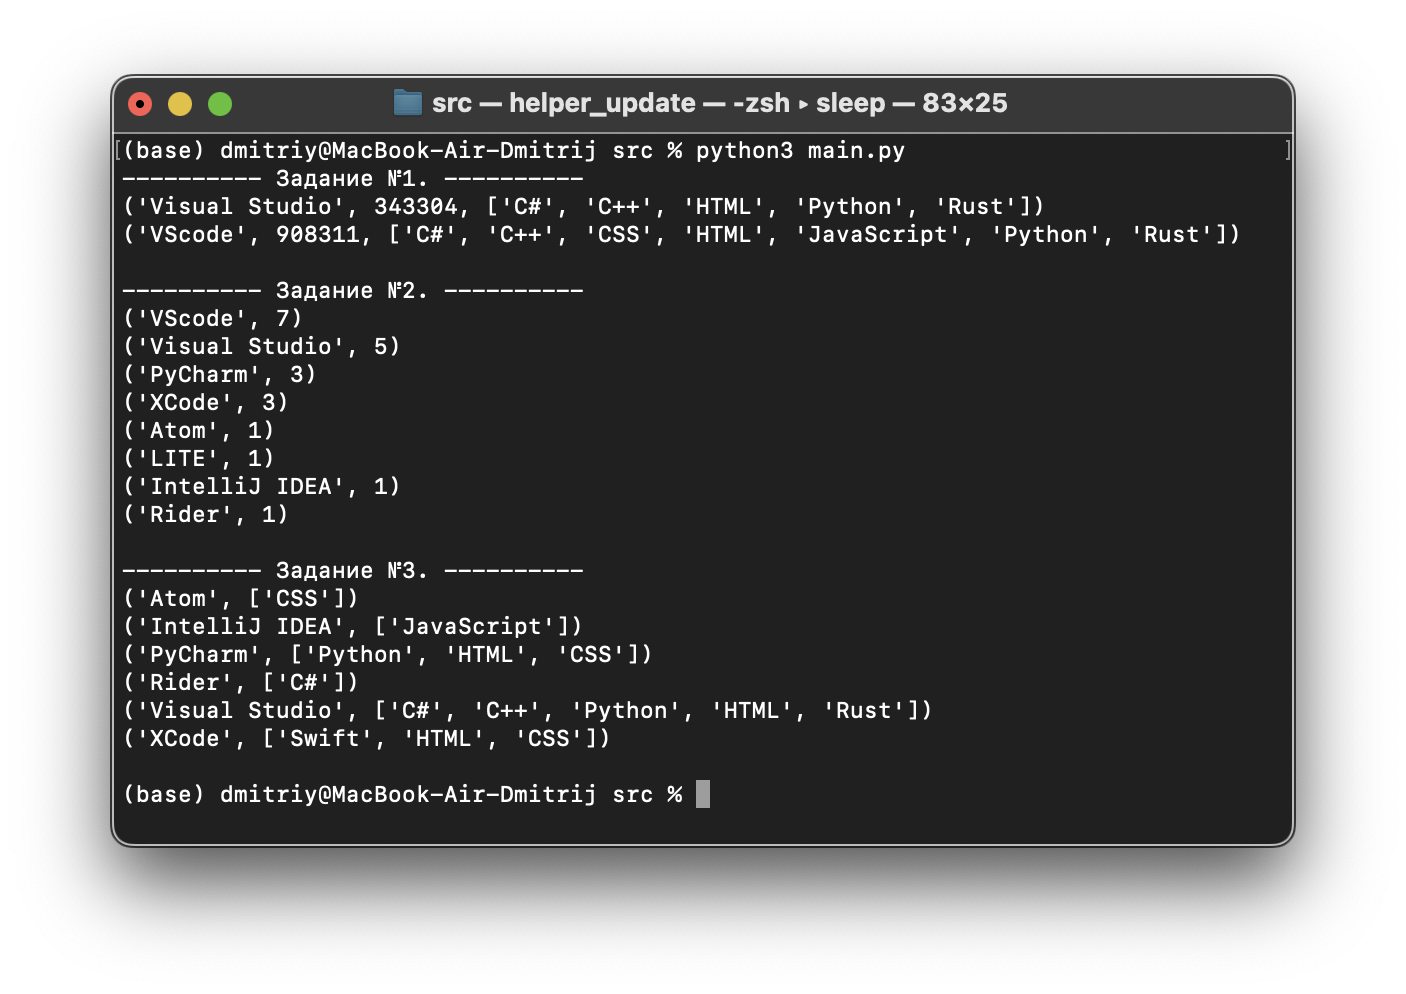 src — helper_update — -zsh ▸ sleep — 83×25
[(base) dmitriy@MacBook-Air-Dmitrij src % python3 main.py ]
---------- Задание №1. ----------
('Visual Studio', 343304, ['C#', 'C++', 'HTML', 'Python', 'Rust'])
('VScode', 908311, ['C#', 'C++', 'CSS', 'HTML', 'JavaScript', 'Python', 'Rust'])
---------- Задание №2. ----------
('VScode', 7)
('Visual Studio', 5)
('PyCharm', 3)
('XCode', 3)
('Atom', 1)
('LITE', 1)
('IntelliJ IDEA', 1)
('Rider', 1)
---------- Задание №3. ----------
('Atom', ['CSS'])
('IntelliJ IDEA', ['JavaScript'])
('PyCharm', ['Python', 'HTML', 'CSS'])
('Rider', ['C#'])
('Visual Studio', ['C#', 'C++', 'Python', 'HTML', 'Rust'])
('XCode', ['Swift', 'HTML', 'CSS'])
(base) dmitriy@MacBook-Air-Dmitrij src %